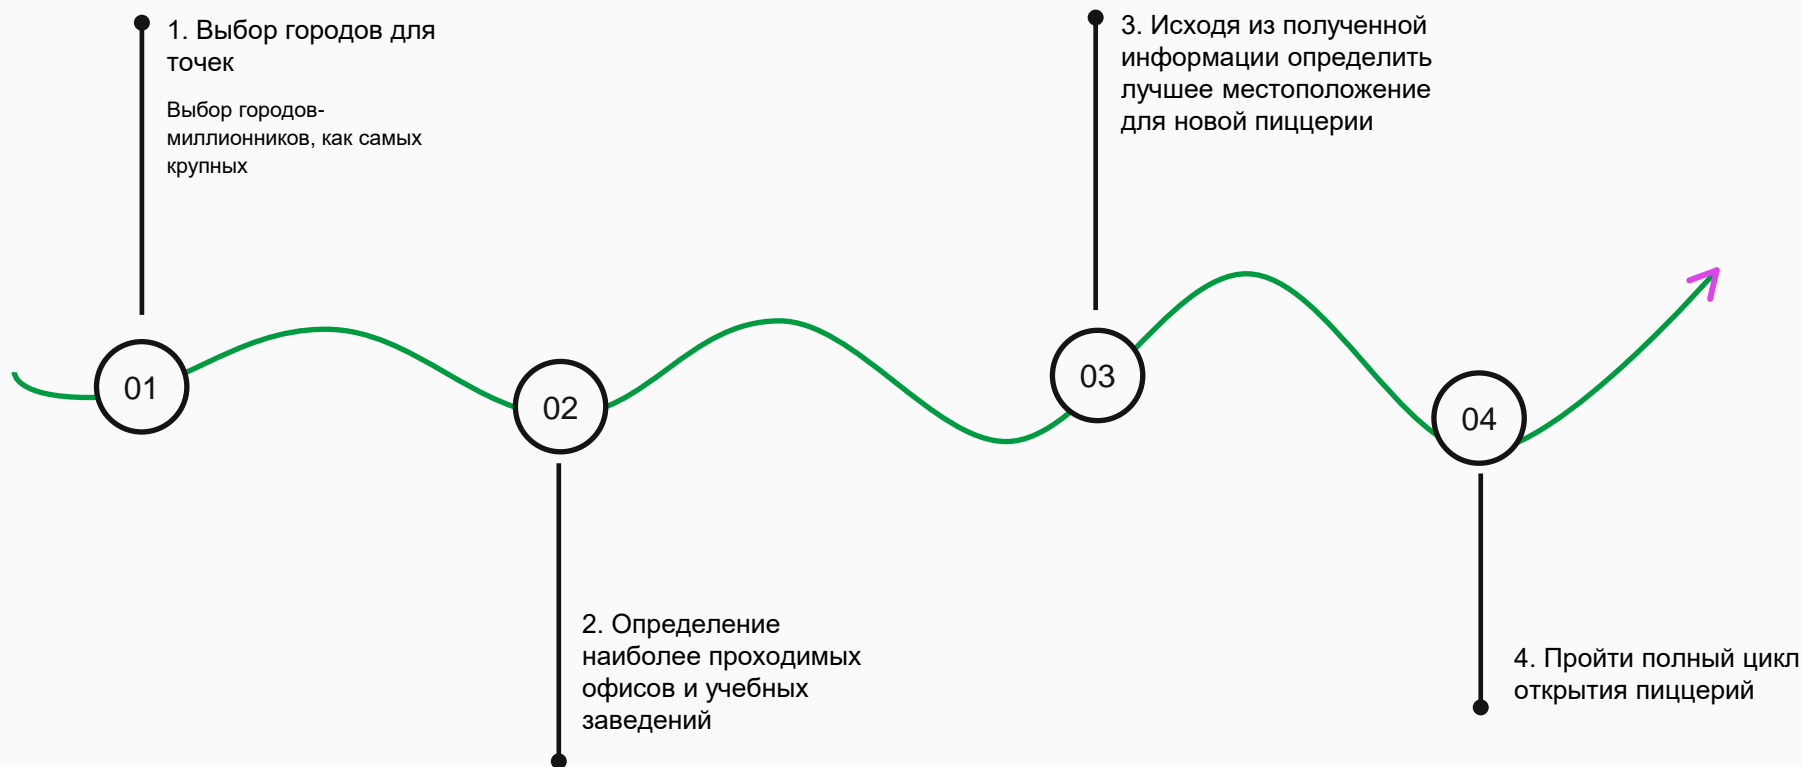 1. Выбор городов для
точек
Выбор городов-
миллионников, как самых
крупных
01
02
2. Определение
наиболее проходимых
офисов и учебных
заведений
3. Исходя из полученной
информации определить
лучшее местоположение
для новой пиццерии
03
04
4. Пройти полный цикл
открытия пиццерий